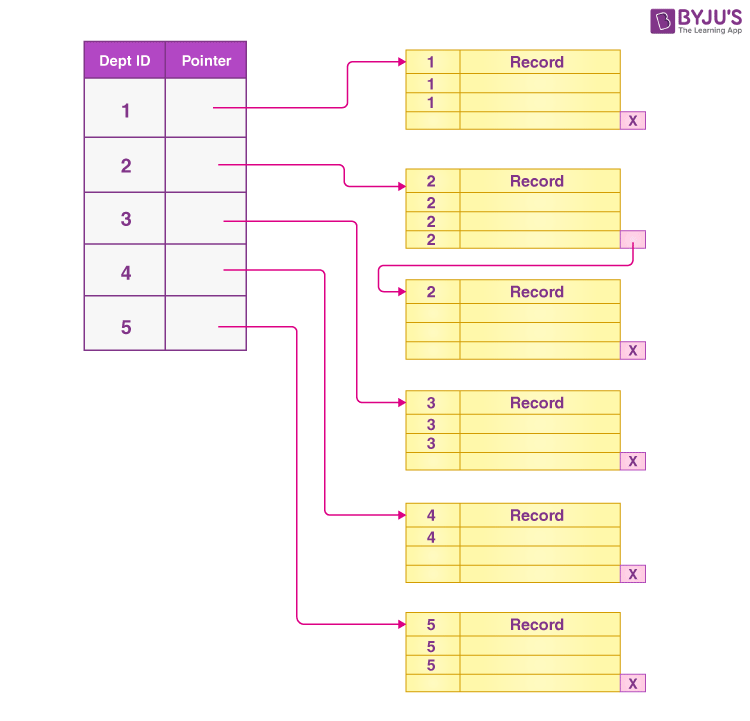 BYJU'S
The Learning App
Dept ID Pointer
1
2
3
4
5
1 Record
1
1
X
2 Record
2
2
2
2 Record
X
3 Record
3
3
X
4 Record
4
X
5 Record
5
5
X